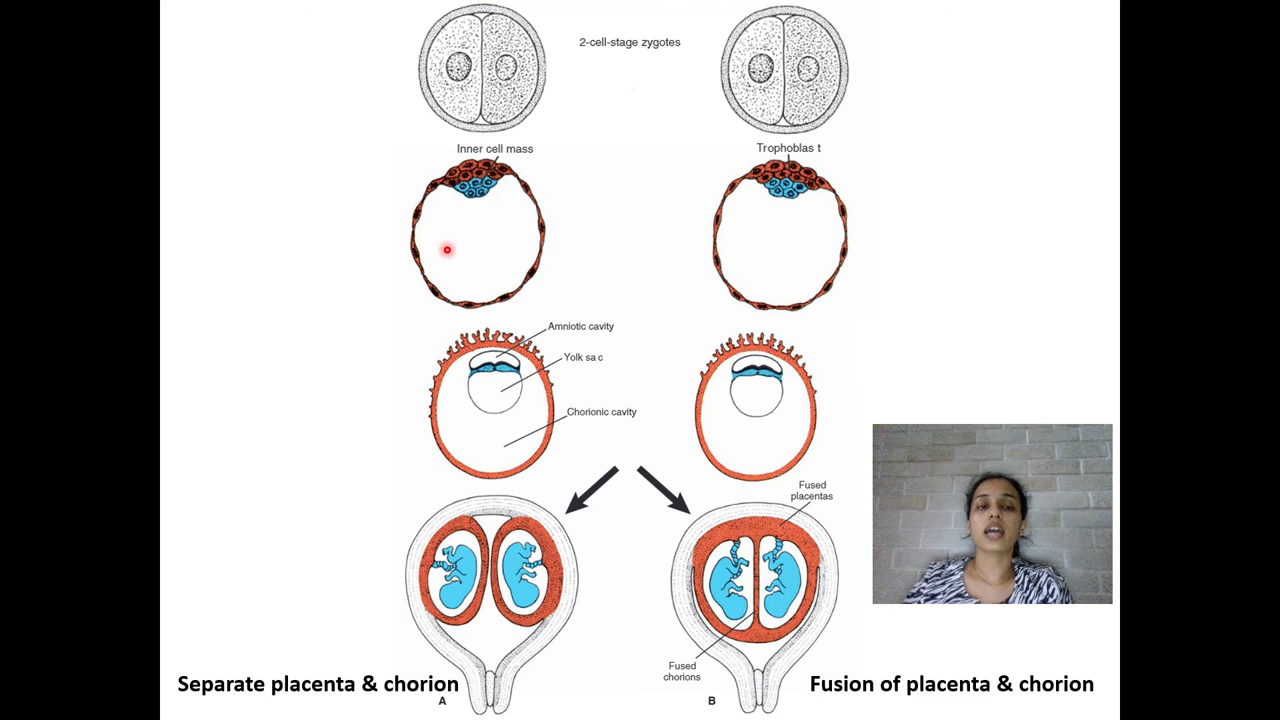 2-cell-stage zygotes
Inner cell mass
Trophoblas t
Amniotic cavity
Yolk sa c
Chorionic cavity
Fused
placentas
Fused
chorions
Separate placenta & chorion
A
B
Fusion of placenta & chorion